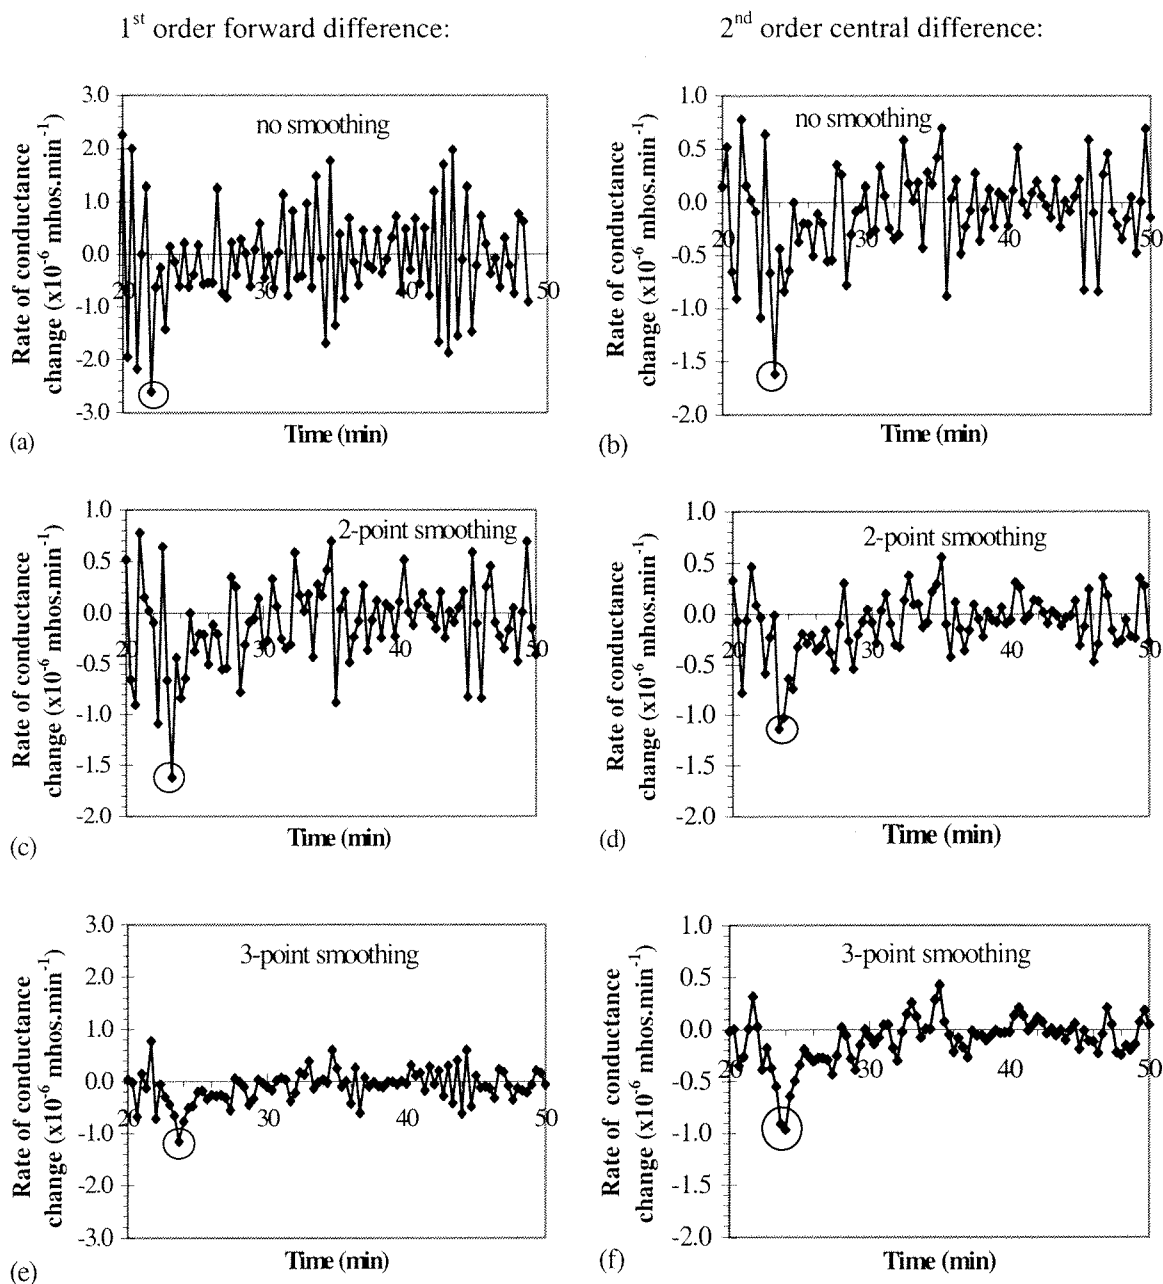 1st order forward difference:
2nd order central difference:
3.0
2.0
1.0
0.0
-1.0
-2.0
-3.0
20
30
40
50
no smoothing
Rate of conductance
change (x10-6 mhos.min-1)
Time (min)
(a)
1.0
0.5
0.0
-0.5
-1.0
-1.5
-2.0
20
30
40
50
no smoothing
Rate of conductance
change (x10-6 mhos.min-1)
Time (min)
(b)
1.0
0.5
0.0
-0.5
-1.0
-1.5
-2.0
20
30
40
50
2-point smoothing
Rate of conductance
change (x10-6 mhos.min-1)
Time (min)
(c)
1.0
0.5
0.0
-0.5
-1.0
-1.5
-2.0
20
30
40
50
2-point smoothing
Rate of conductance
change (x10-6 mhos.min-1)
Time (min)
(d)
3.0
2.0
1.0
0.0
-1.0
-2.0
-3.0
20
30
40
50
3-point smoothing
Rate of conductance
change (x10-6 mhos.min-1)
Time (min)
(e)
1.0
0.5
0.0
-0.5
-1.0
-1.5
-2.0
20
30
40
50
3-point smoothing
Rate of conductance
change (x10-6 mhos.min-1)
Time (min)
(f)